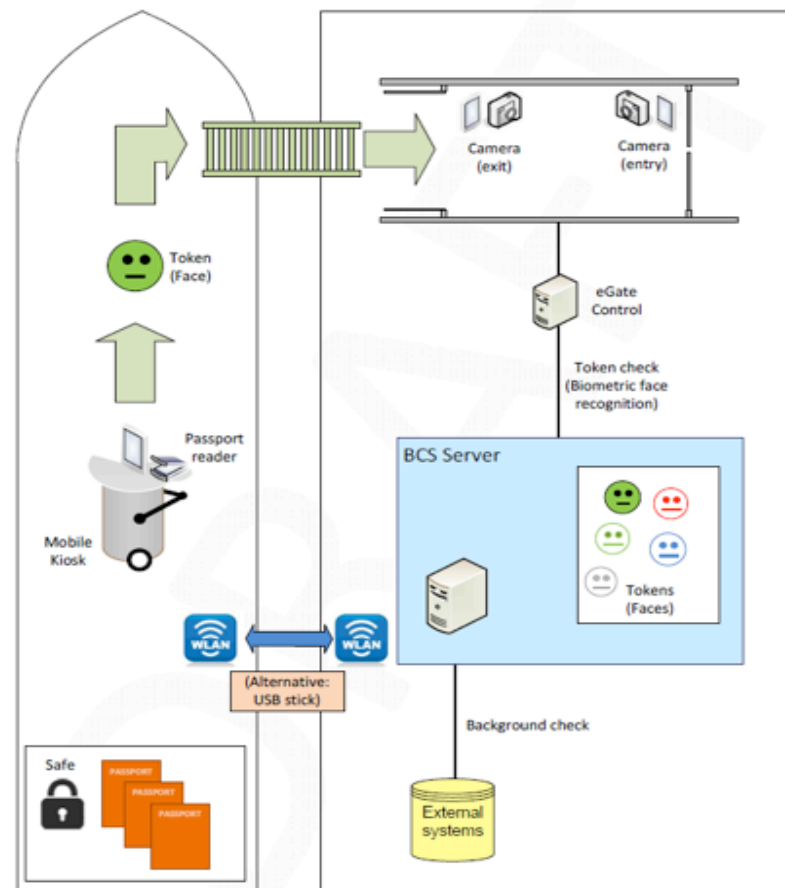 Camera
(exit)
Camera
(entry)
Token
(Face)
eGate
Control
Token check
(Biometric face
recognition)
Passport
reader
Mobile
Kiosk
BCS Server
Tokens
(Faces)
WLAN
WLAN
(Alternative:
USB stick)
Background check
Safe
PASSPORT
PASSPORT
PASSPORT
External
systems
DRAFT